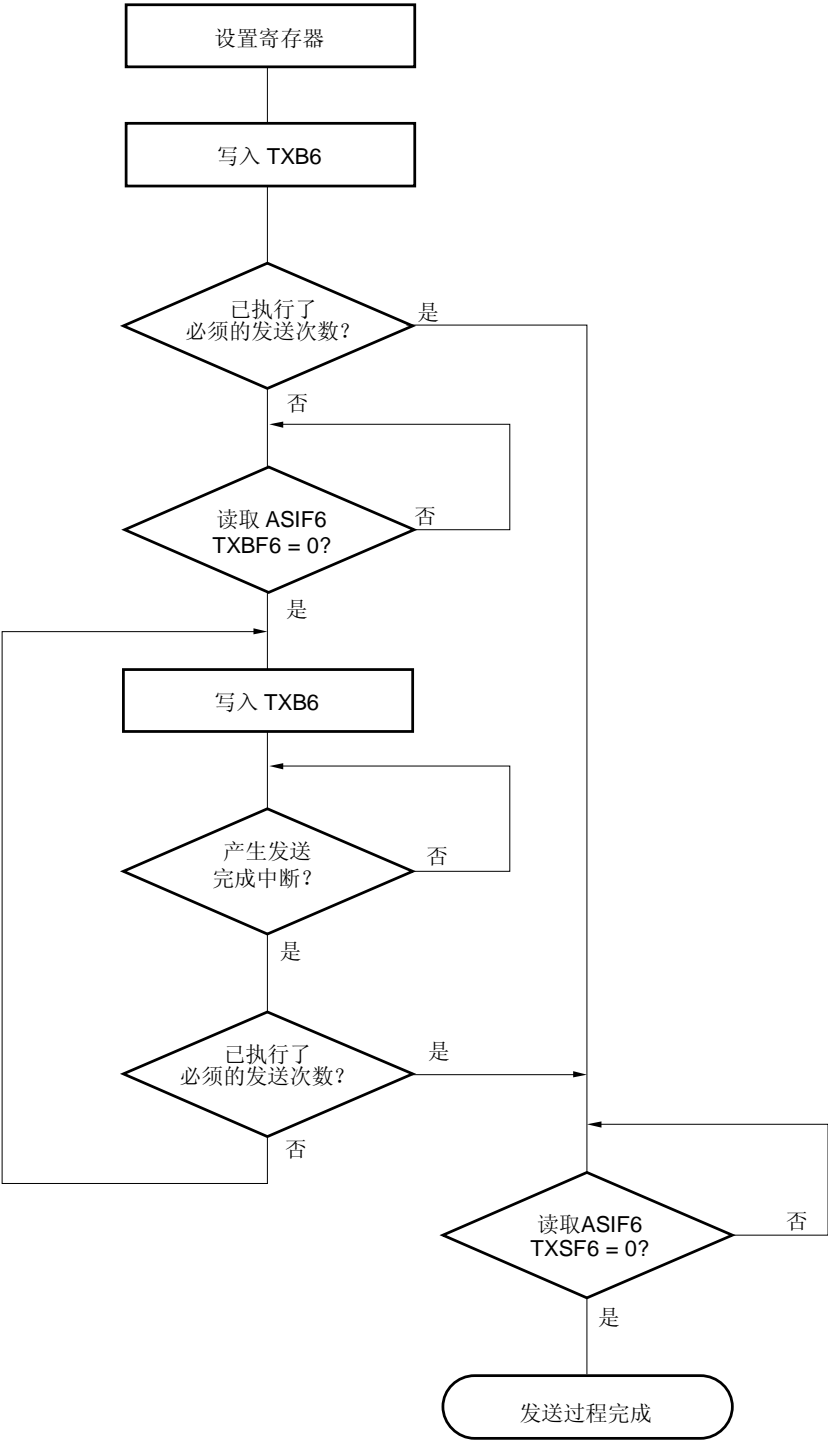 设置寄存器
写入 TXB6
已执行了
必须的发送次数?
是
否
读取 ASIF6
TXBF6 = 0?
否
是
写入 TXB6
产生发送
完成中断?
否
是
已执行了
必须的发送次数?
是
否
读取ASIF6
TXSF6 = 0?
否
是
发送过程完成